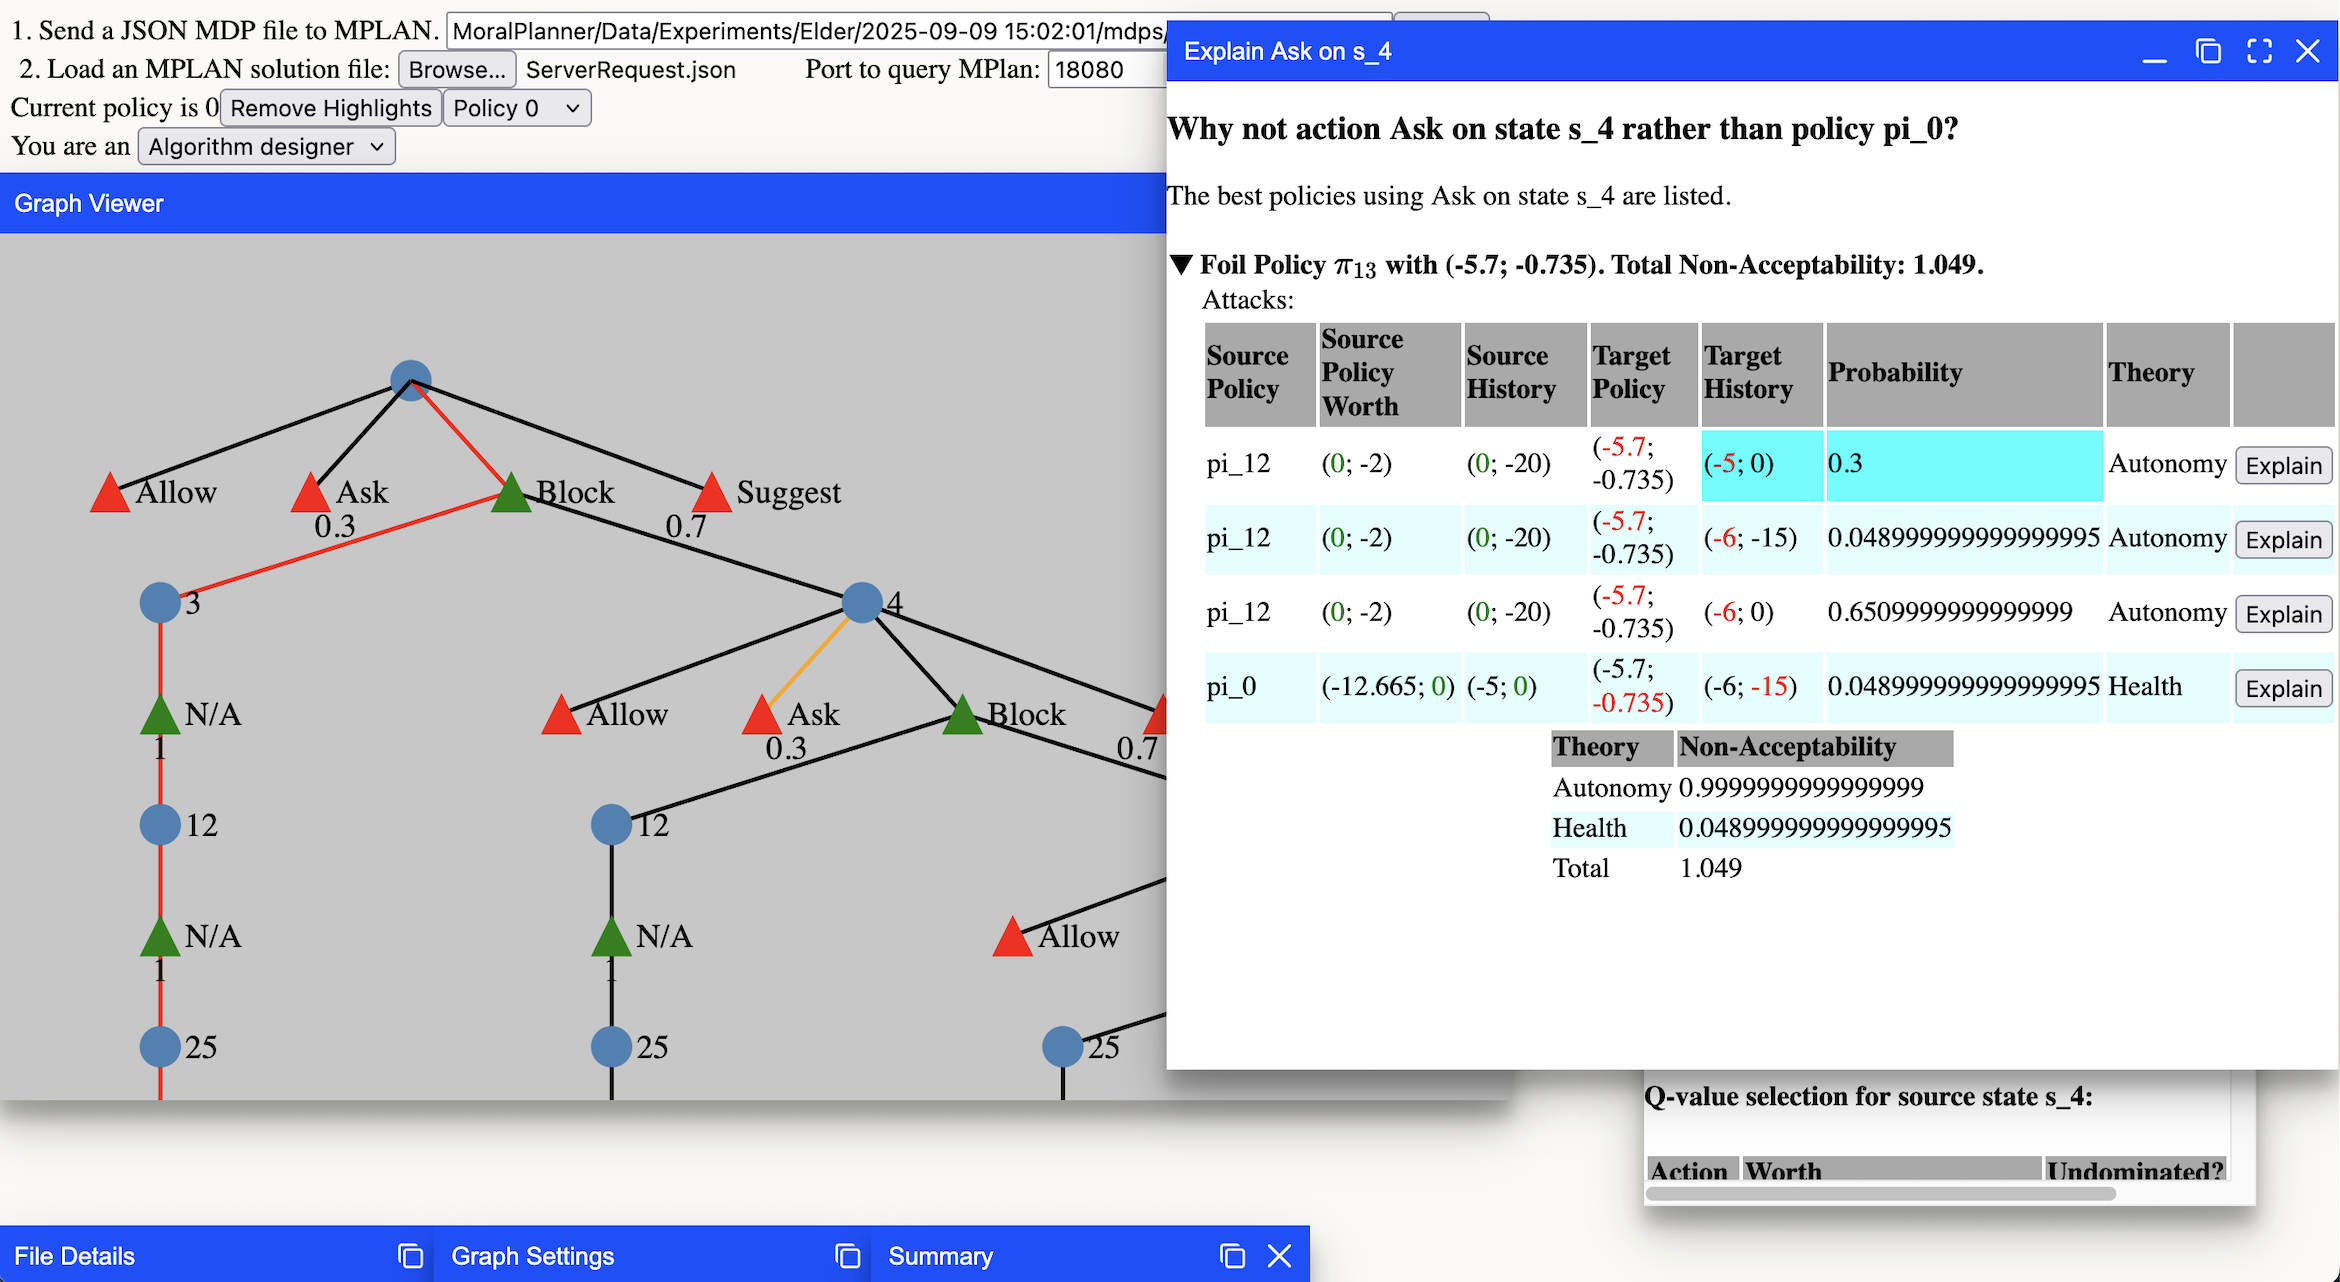 1. Send a JSON MDP file to MPLAN. MoralPlanner/Data/Experiments/Elder/2025-09-09 15:02:01/mdps/
2. Load an MPLAN solution file: Browse... ServerRequest.json Port to query MPlan: 18080
Current policy is 0 Remove Highlights Policy 0
You are an Algorithm designer
Graph Viewer
Allow Ask Block Suggest
0.3 0.7
3 4
Allow Ask Block
0.3 0.7
N/A
1
12 12
Allow
N/A N/A
1 1
25 25 25
Explain Ask on s_4
Why not action Ask on state s_4 rather than policy pi_0?
The best policies using Ask on state s_4 are listed.
▼ Foil Policy π13 with (-5.7; -0.735). Total Non-Acceptability: 1.049.
Attacks:
Source Policy Source Policy Worth Source History Target Policy Target History Probability Theory
pi_12 (0; -2) (0; -20) (-5.7; -0.735) (-5; 0) 0.3 Autonomy Explain
pi_12 (0; -2) (0; -20) (-5.7; -0.735) (-6; -15) 0.048999999999999995 Autonomy Explain
pi_12 (0; -2) (0; -20) (-5.7; -0.735) (-6; 0) 0.6509999999999999 Autonomy Explain
pi_0 (-12.665; 0) (-5; 0) (-5.7; -0.735) (-6; -15) 0.048999999999999995 Health Explain
Theory Non-Acceptability
Autonomy 0.9999999999999999
Health 0.048999999999999995
Total 1.049
Q-value selection for source state s_4:
Action Worth Undominated?
File Details Graph Settings Summary